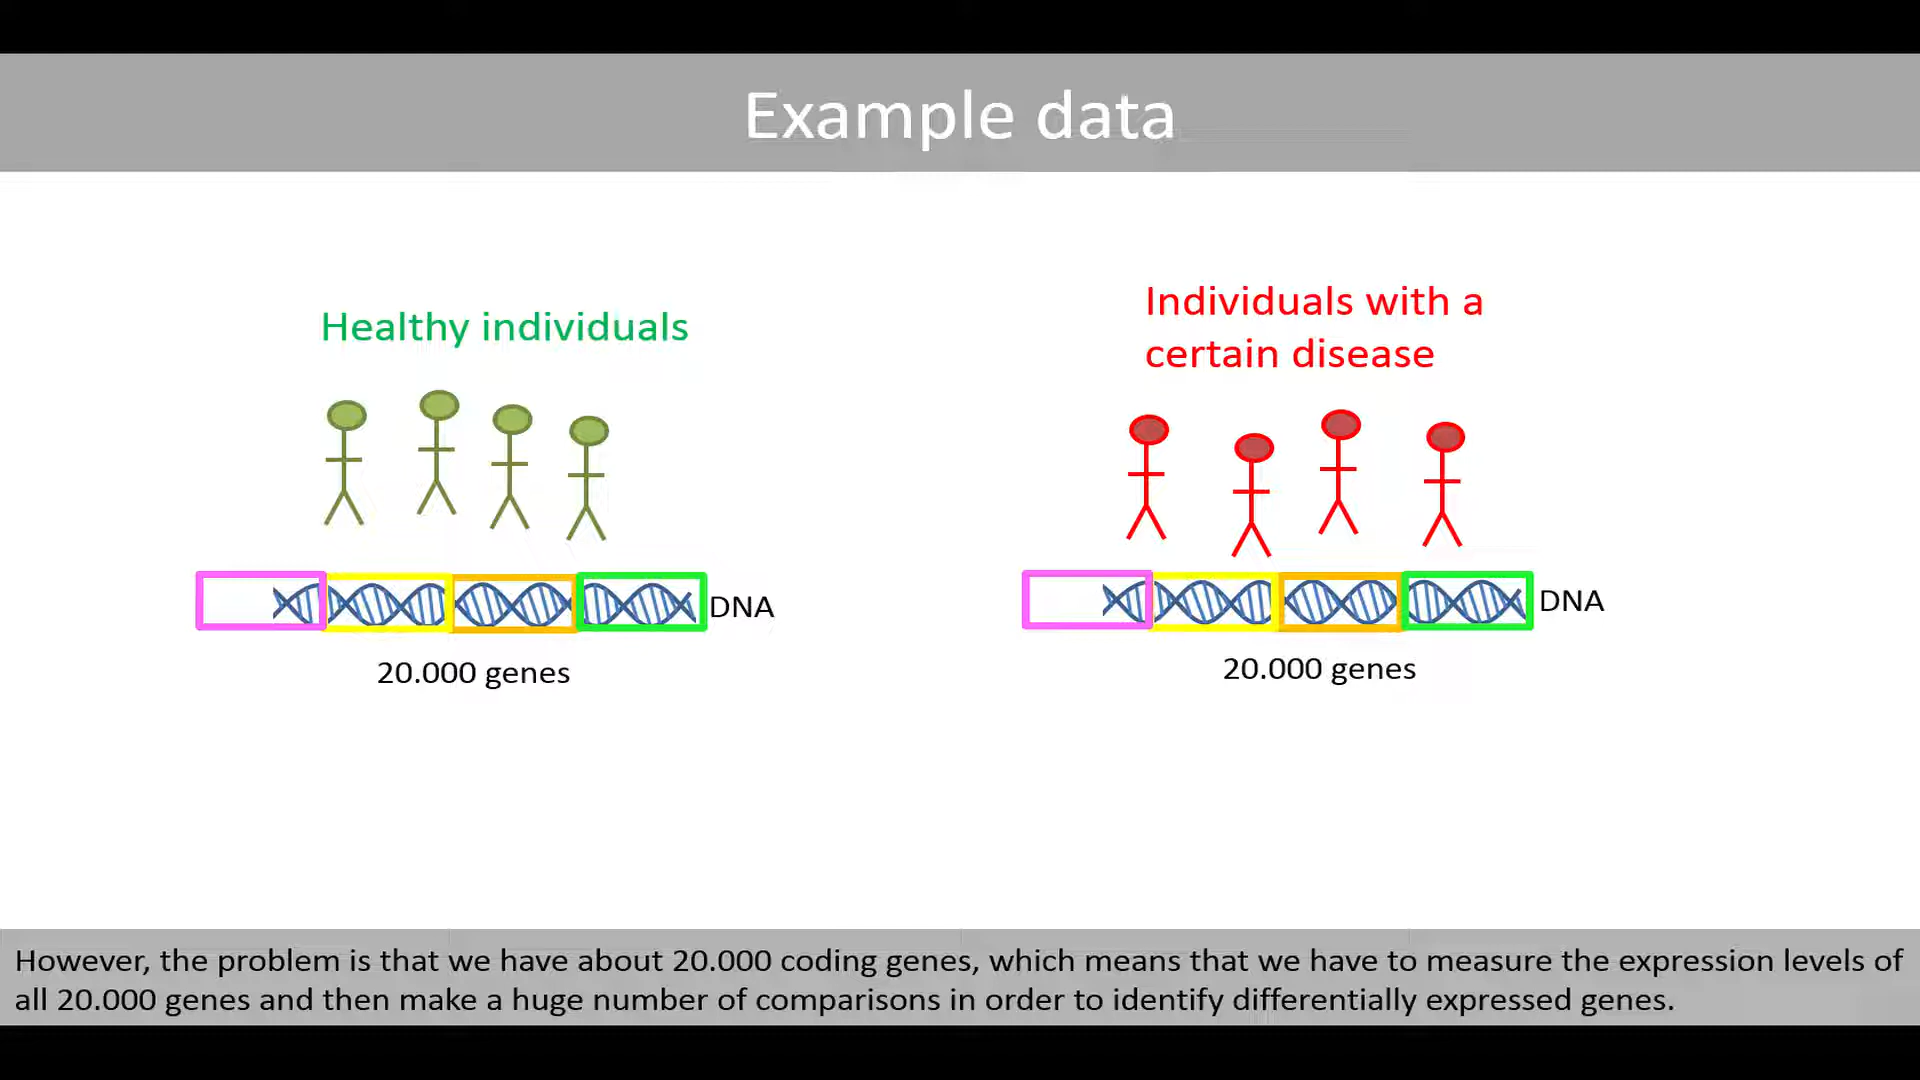 Example data
Healthy individuals
Individuals with a
certain disease
DNA
DNA
20.000 genes
20.000 genes
However, the problem is that we have about 20.000 coding genes, which means that we have to measure the expression levels of
all 20.000 genes and then make a huge number of comparisons in order to identify differentially expressed genes.